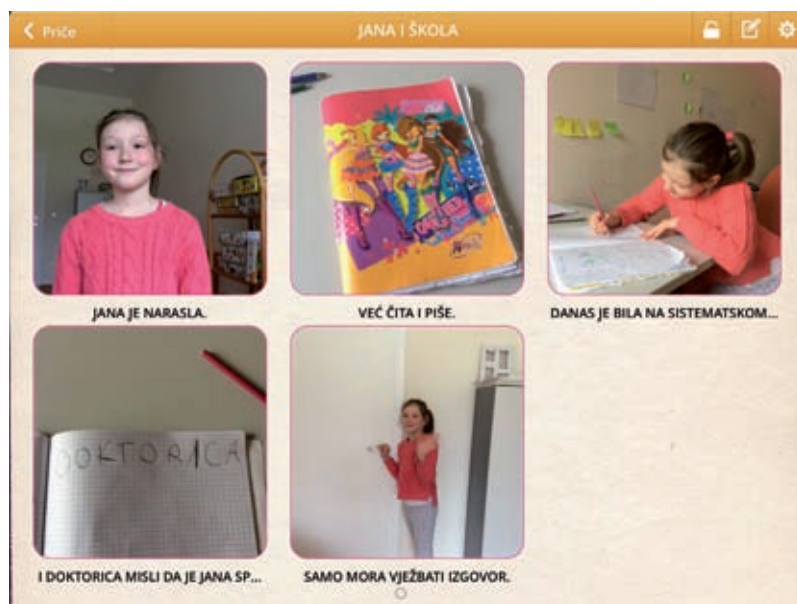 Priče
JANA I ŠKOLA
JANA JE NARASLA.
VEĆ ČITA I PIŠE.
DANAS JE BILA NA SISTEMATSKOM...
DOKTORICA
I DOKTORICA MISLI DA JE JANA SP...
SAMO MORA VJEŽBATI IZGOVOR.